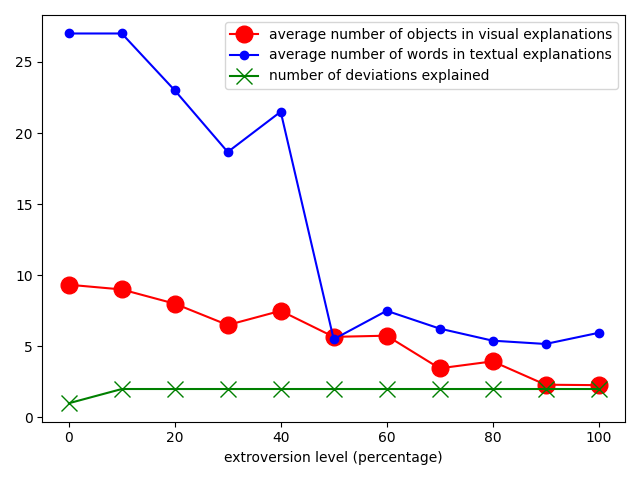 average number of objects in visual explanations
average number of words in textual explanations
number of deviations explained
25
20
15
10
5
0
0 20 40 60 80 100
extroversion level (percentage)